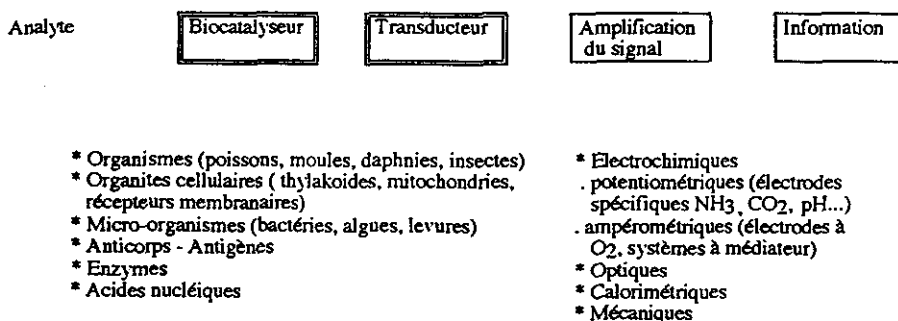 Analyte Biocatalyseur Transducteur Amplification Information
du signal
* Organismes (poissons, moules, daphnies, insectes)
* Organites cellulaires ( thylakoides, mitochondries,
récepteurs membranaires)
* Micro-organismes (bactéries, algues, levures)
* Anticorps - Antigènes
* Enzymes
* Acides nucléiques
* Electrochimiques
. potentiométriques (électrodes
spécifiques NH3, CO2, pH...)
. ampérométriques (électrodes à
O2, systèmes à médiateur)
* Optiques
* Calorimétriques
* Mécaniques